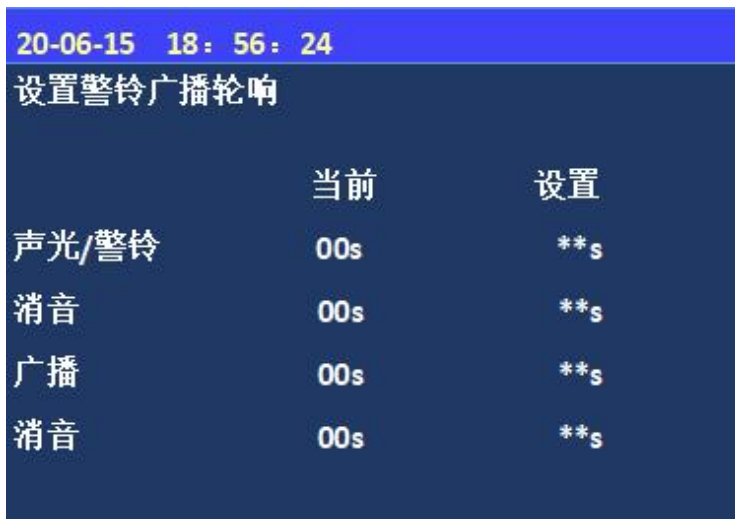 20-06-15 18：56：24
设置警铃广播轮响
当前 设置
声光/警铃 00s **s
消音 00s **s
广播 00s **s
消音 00s **s